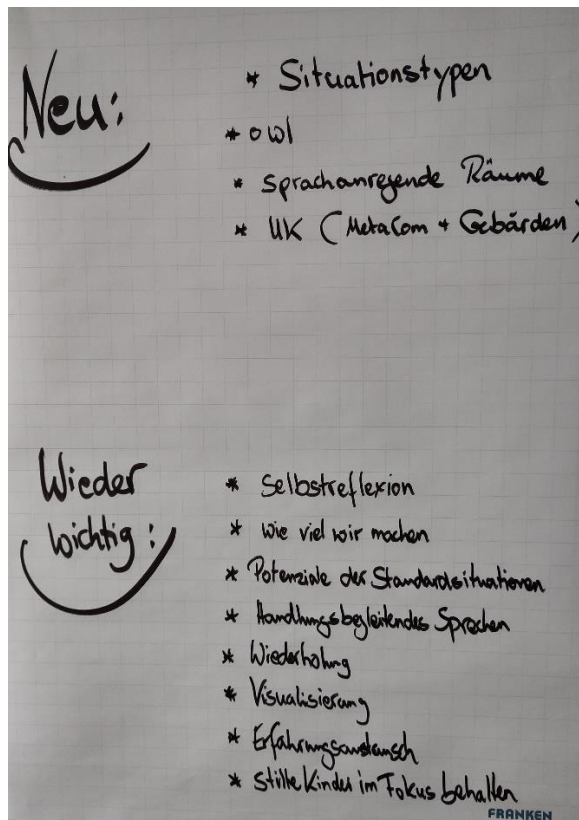 Neu:
* Situationstypen
* owl
* sprachanregende Räume
* UK (MetaCom + Gebärden)
Wieder
wichtig:
* Selbstreflexion
* wie viel wir machen
* Potenziale der Standardsituationen
* Handlungsbegleitendes Sprechen
* Wiederholung
* Visualisierung
* Erfahrungsaustausch
* stille Kinder im Fokus behalten
FRANKEN